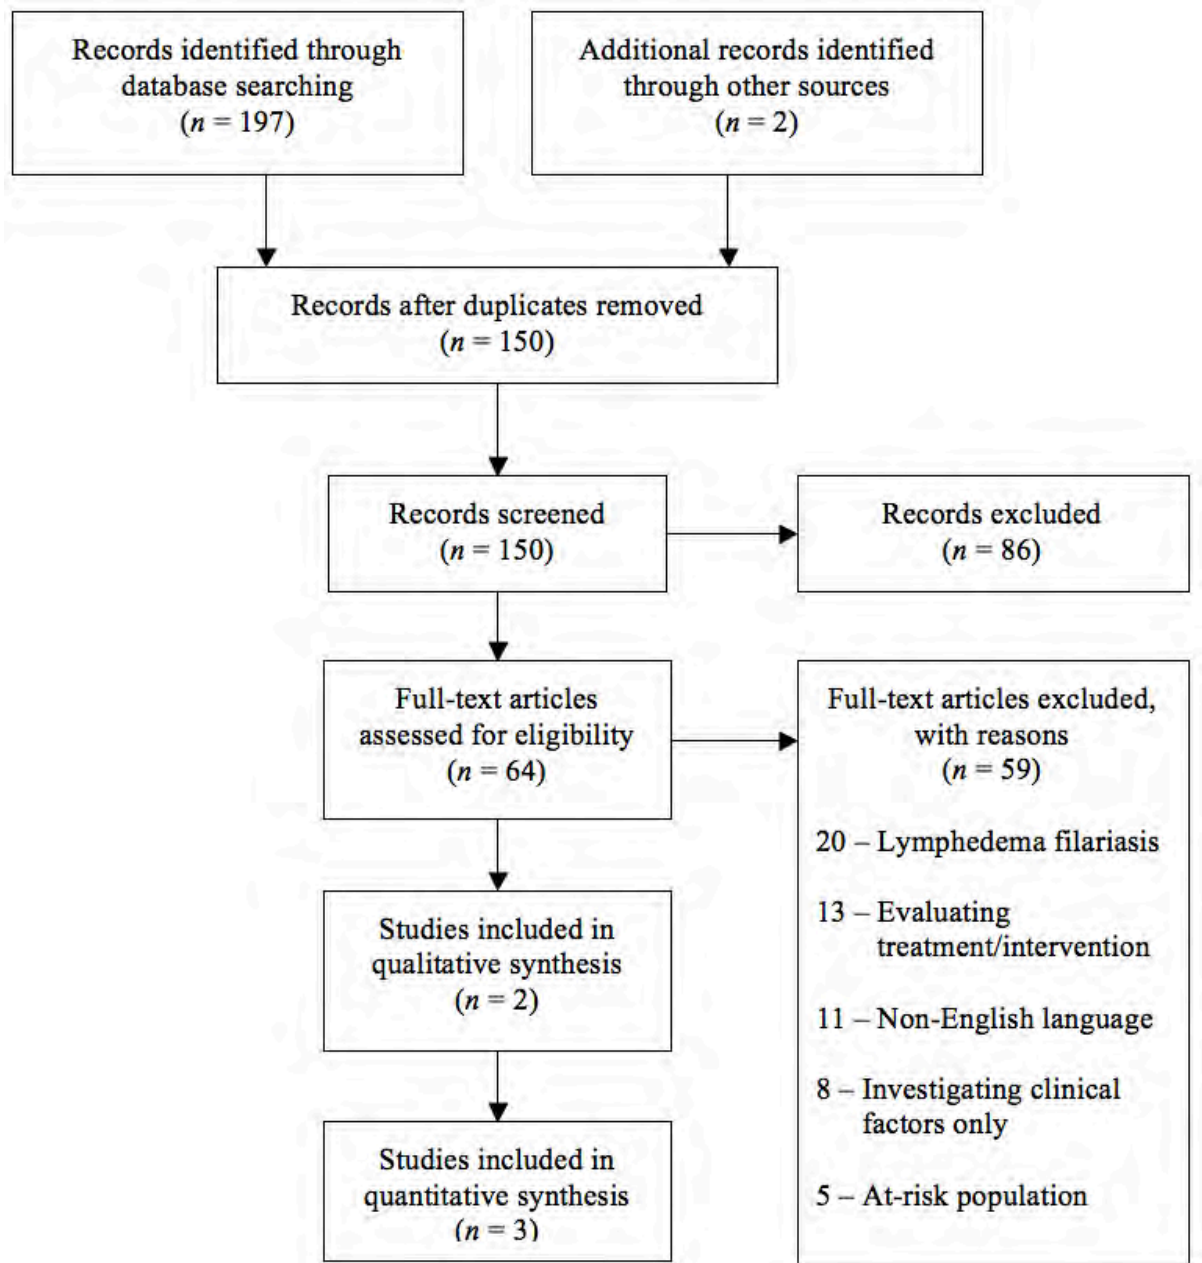 Records identified through
database searching
(n = 197)
Additional records identified
through other sources
(n = 2)
Records after duplicates removed
(n = 150)
Records screened
(n = 150)
Records excluded
(n = 86)
Full-text articles
assessed for eligibility
(n = 64)
Full-text articles excluded,
with reasons
(n = 59)
20 – Lymphedema filariasis
13 – Evaluating
treatment/intervention
11 – Non-English language
8 – Investigating clinical
factors only
5 – At-risk population
Studies included in
qualitative synthesis
(n = 2)
Studies included in
quantitative synthesis
(n = 3)